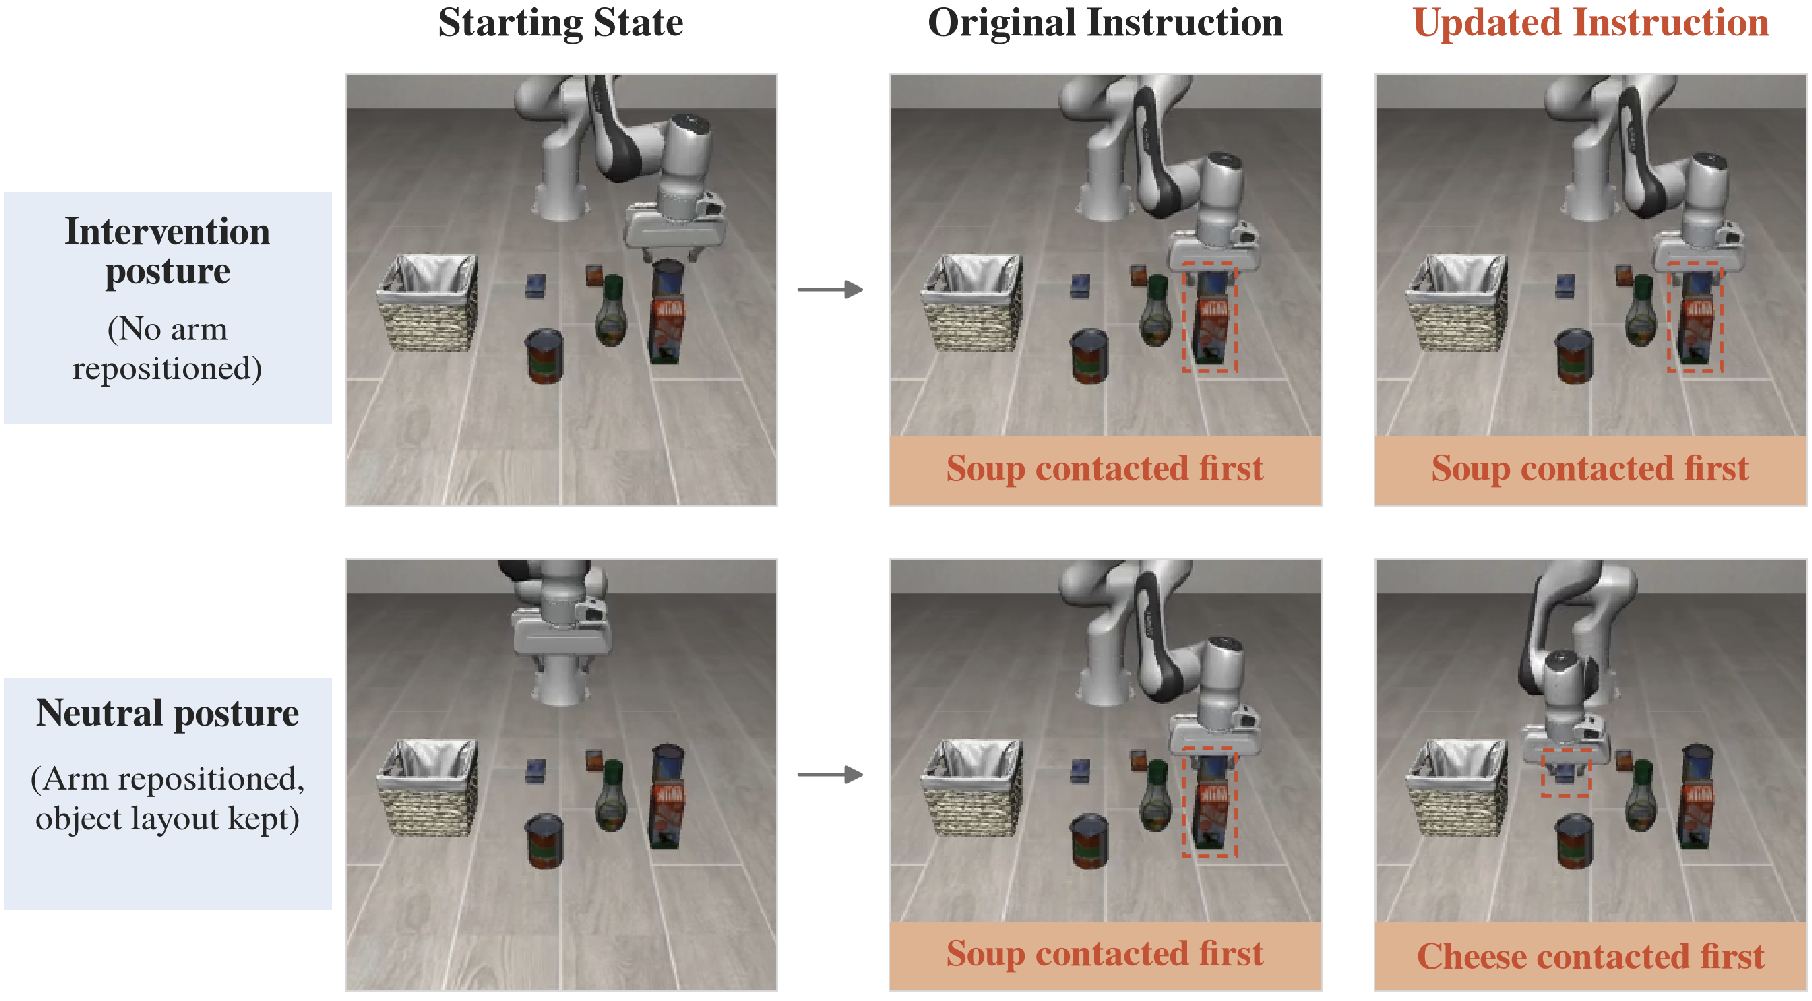 Starting State
Original Instruction
Updated Instruction
Intervention
posture
(No arm
repositioned)
Soup contacted first
Soup contacted first
Neutral posture
(Arm repositioned,
object layout kept)
Soup contacted first
Cheese contacted first